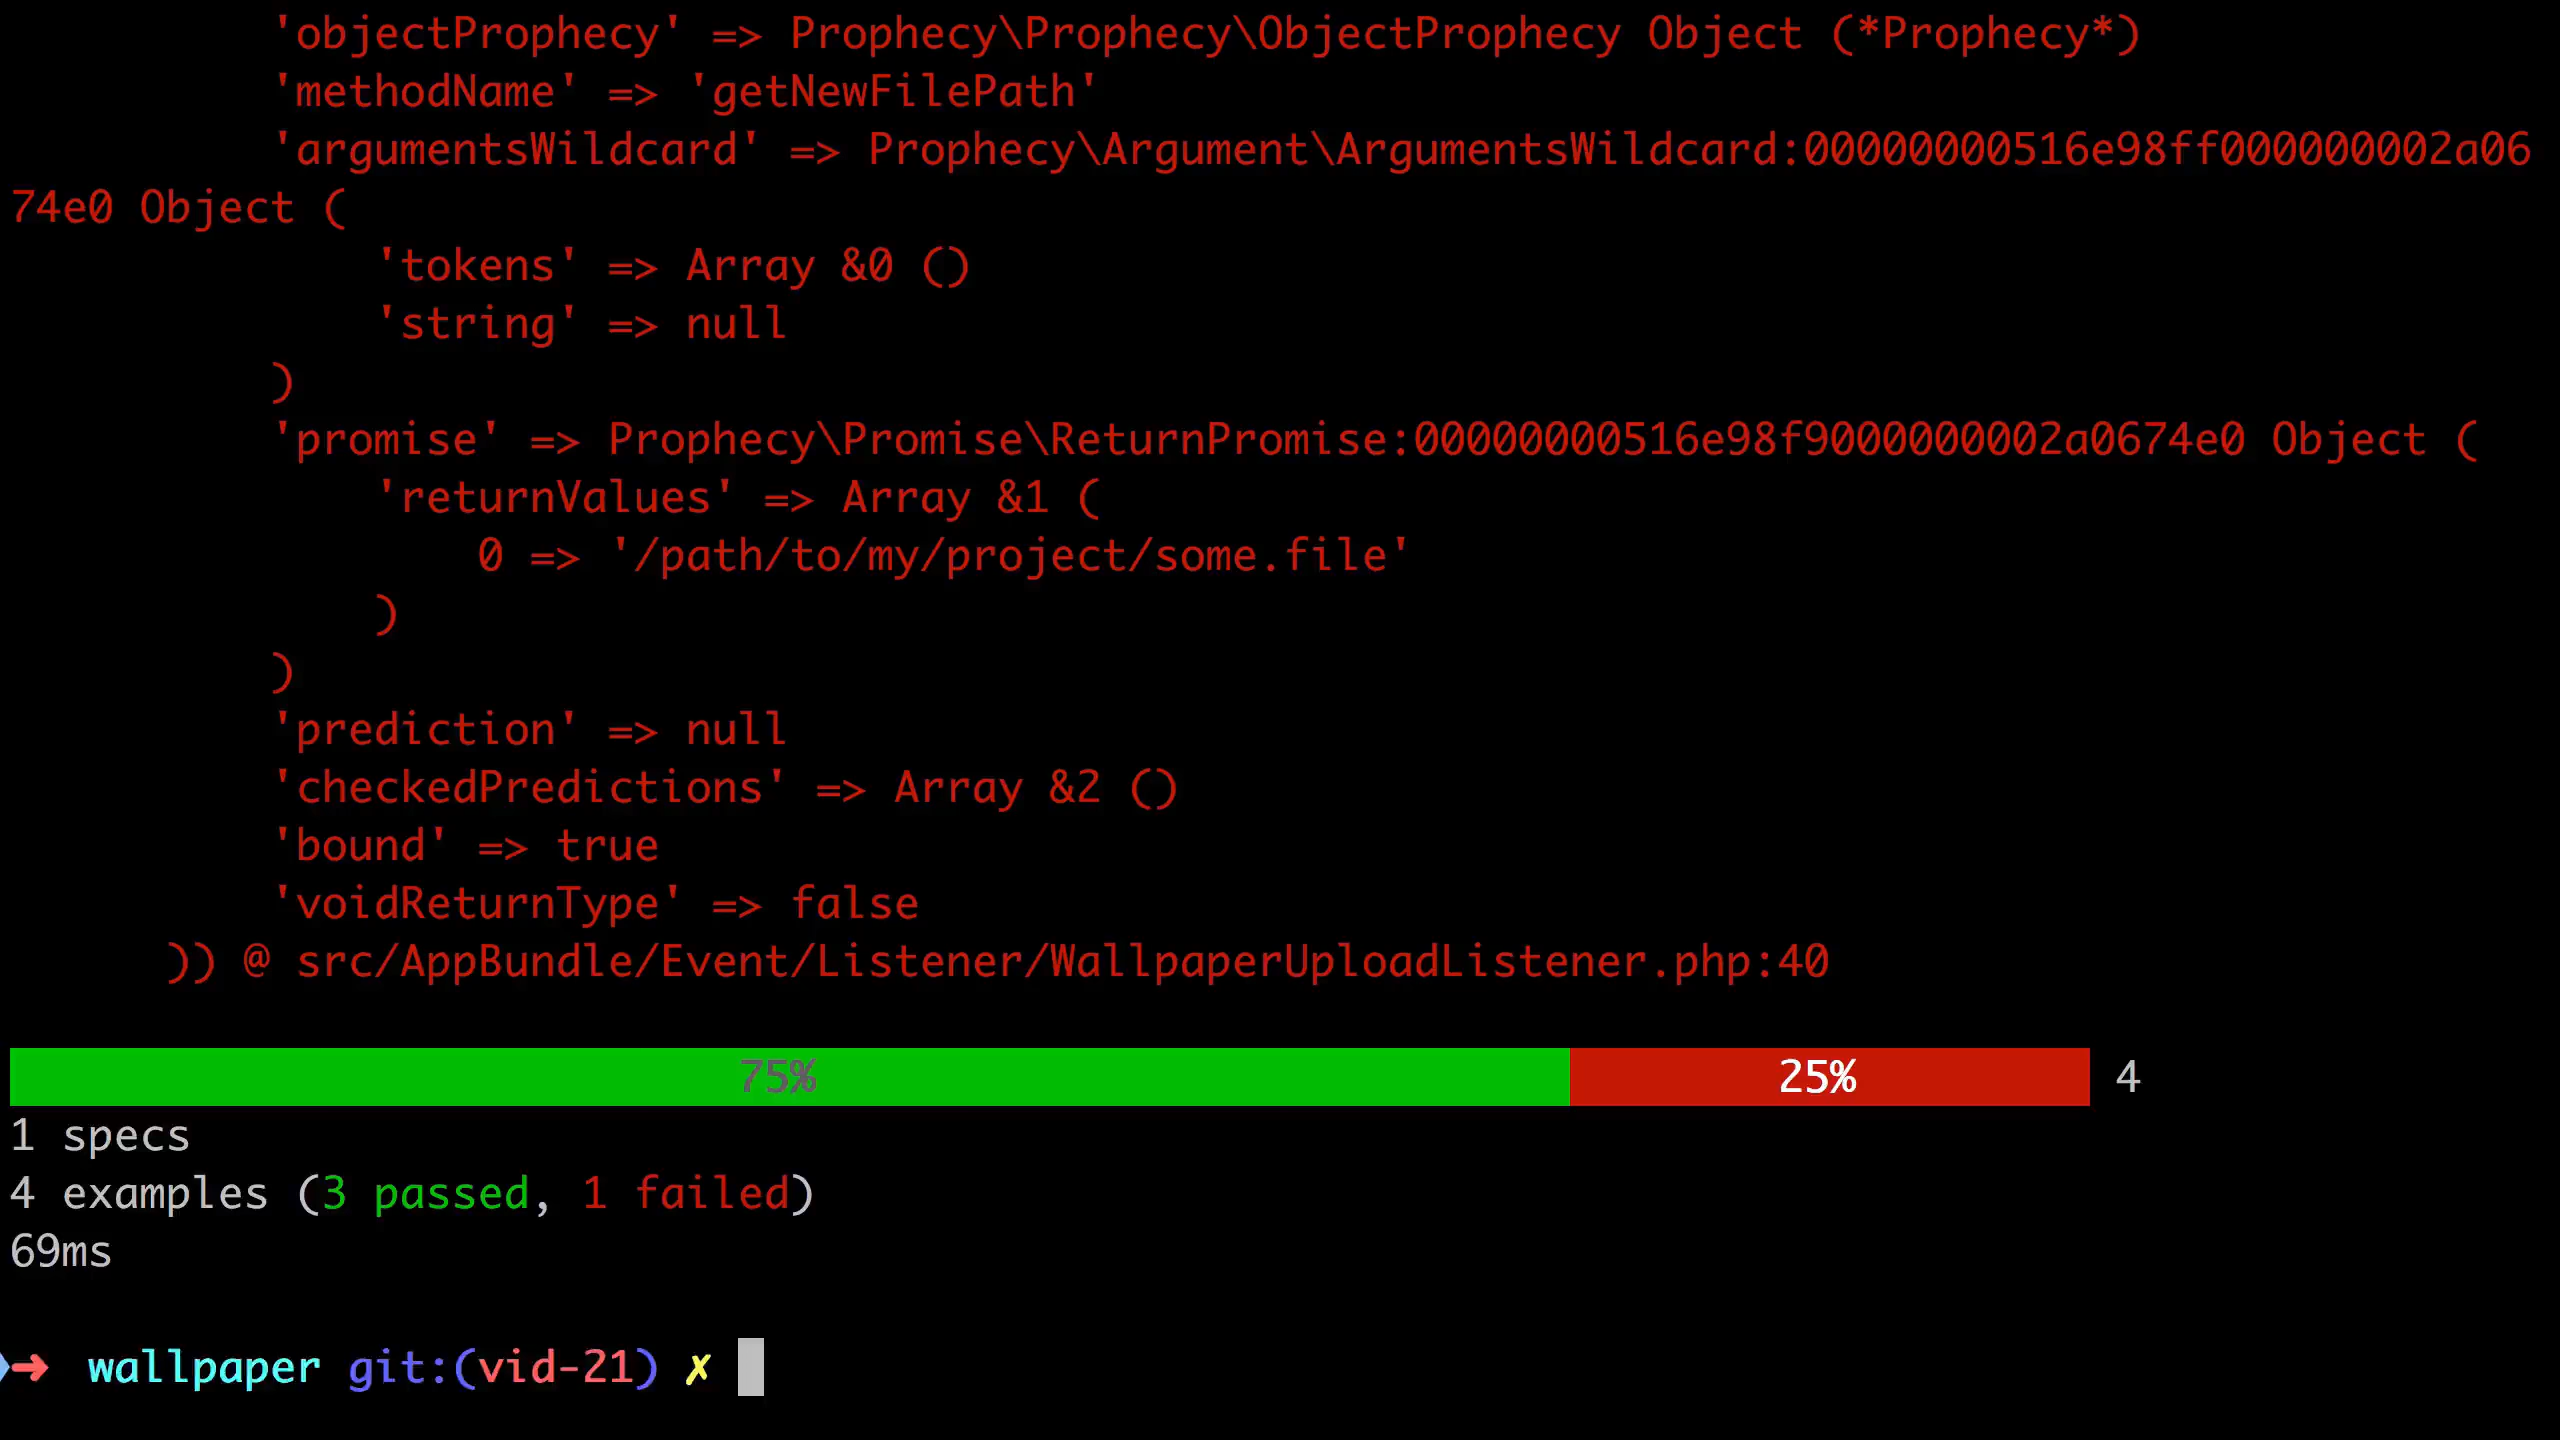 'objectProphecy' => Prophecy\Prophecy\ObjectProphecy Object (*Prophecy*)
'methodName' => 'getNewFilePath'
'argumentsWildcard' => Prophecy\Argument\ArgumentsWildcard:00000000516e98ff000000002a06
74e0 Object (
'tokens' => Array &0 ()
'string' => null
)
'promise' => Prophecy\Promise\ReturnPromise:00000000516e98f9000000002a0674e0 Object (
'returnValues' => Array &1 (
0 => '/path/to/my/project/some.file'
)
)
'prediction' => null
'checkedPredictions' => Array &2 ()
'bound' => true
'voidReturnType' => false
)) @ src/AppBundle/Event/Listener/WallpaperUploadListener.php:40
75% 25% 4
1 specs
4 examples (3 passed, 1 failed)
69ms
➜ wallpaper git:(vid-21) ✗